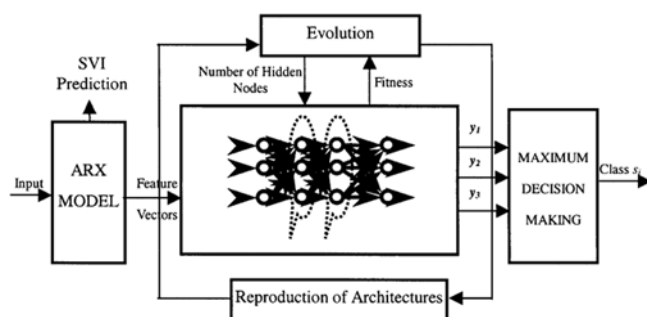 Evolution
SVI
Prediction
Number of Hidden
Nodes
Fitness
ARX
MODEL
Input
Feature
Vectors
y1
y2
y3
MAXIMUM
DECISION
MAKING
Class si
Reproduction of Architectures